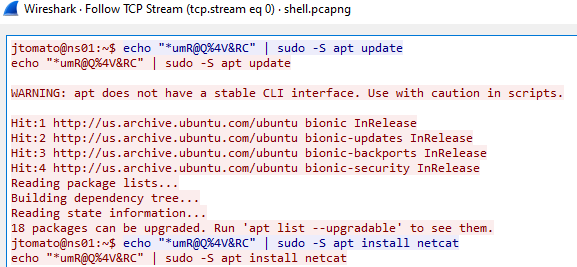 Wireshark · Follow TCP Stream (tcp.stream eq 0) · shell.pcapng
jtomato@ns01:~$ echo "*umR@Q%4V&RC" | sudo -S apt update
echo "*umR@Q%4V&RC" | sudo -S apt update
WARNING: apt does not have a stable CLI interface. Use with caution in scripts.
Hit:1 http://us.archive.ubuntu.com/ubuntu bionic InRelease
Hit:2 http://us.archive.ubuntu.com/ubuntu bionic-updates InRelease
Hit:3 http://us.archive.ubuntu.com/ubuntu bionic-backports InRelease
Hit:4 http://us.archive.ubuntu.com/ubuntu bionic-security InRelease
Reading package lists...
Building dependency tree...
Reading state information...
18 packages can be upgraded. Run 'apt list --upgradable' to see them.
jtomato@ns01:~$ echo "*umR@Q%4V&RC" | sudo -S apt install netcat
echo "*umR@Q%4V&RC" | sudo -S apt install netcat